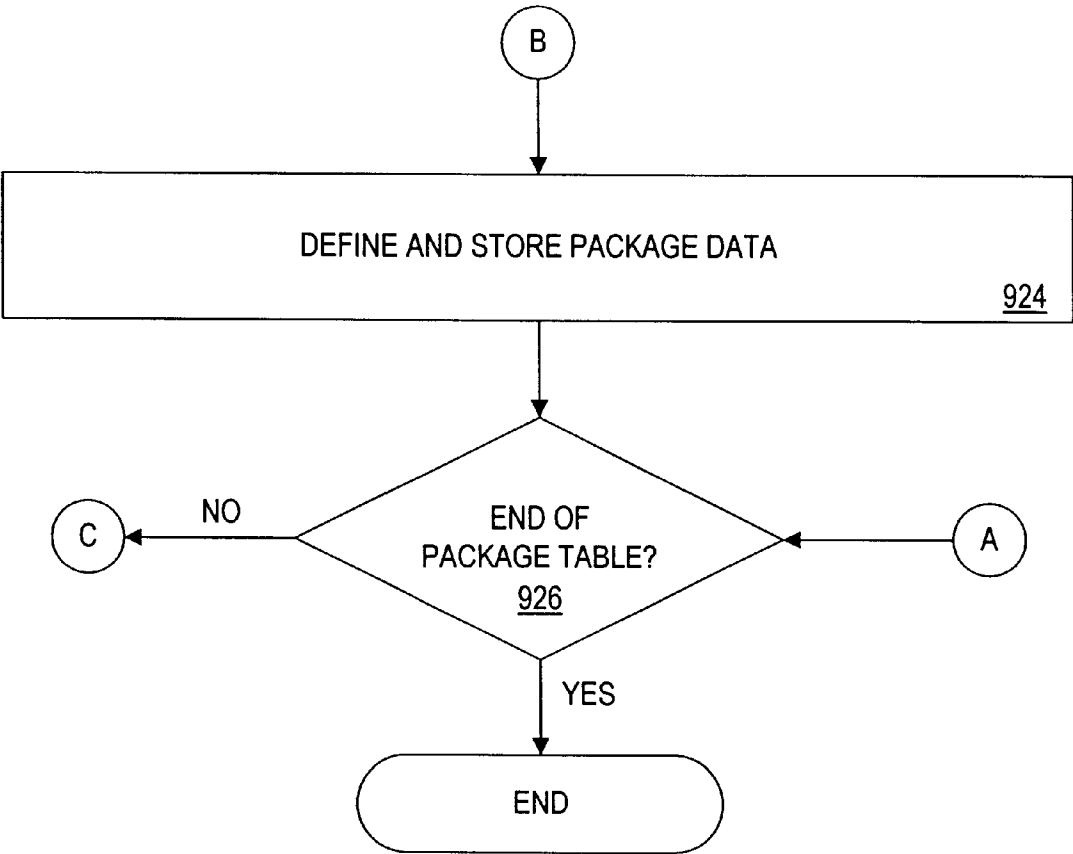 B
DEFINE AND STORE PACKAGE DATA
924
NO
C
END OF
PACKAGE TABLE?
926
A
YES
END